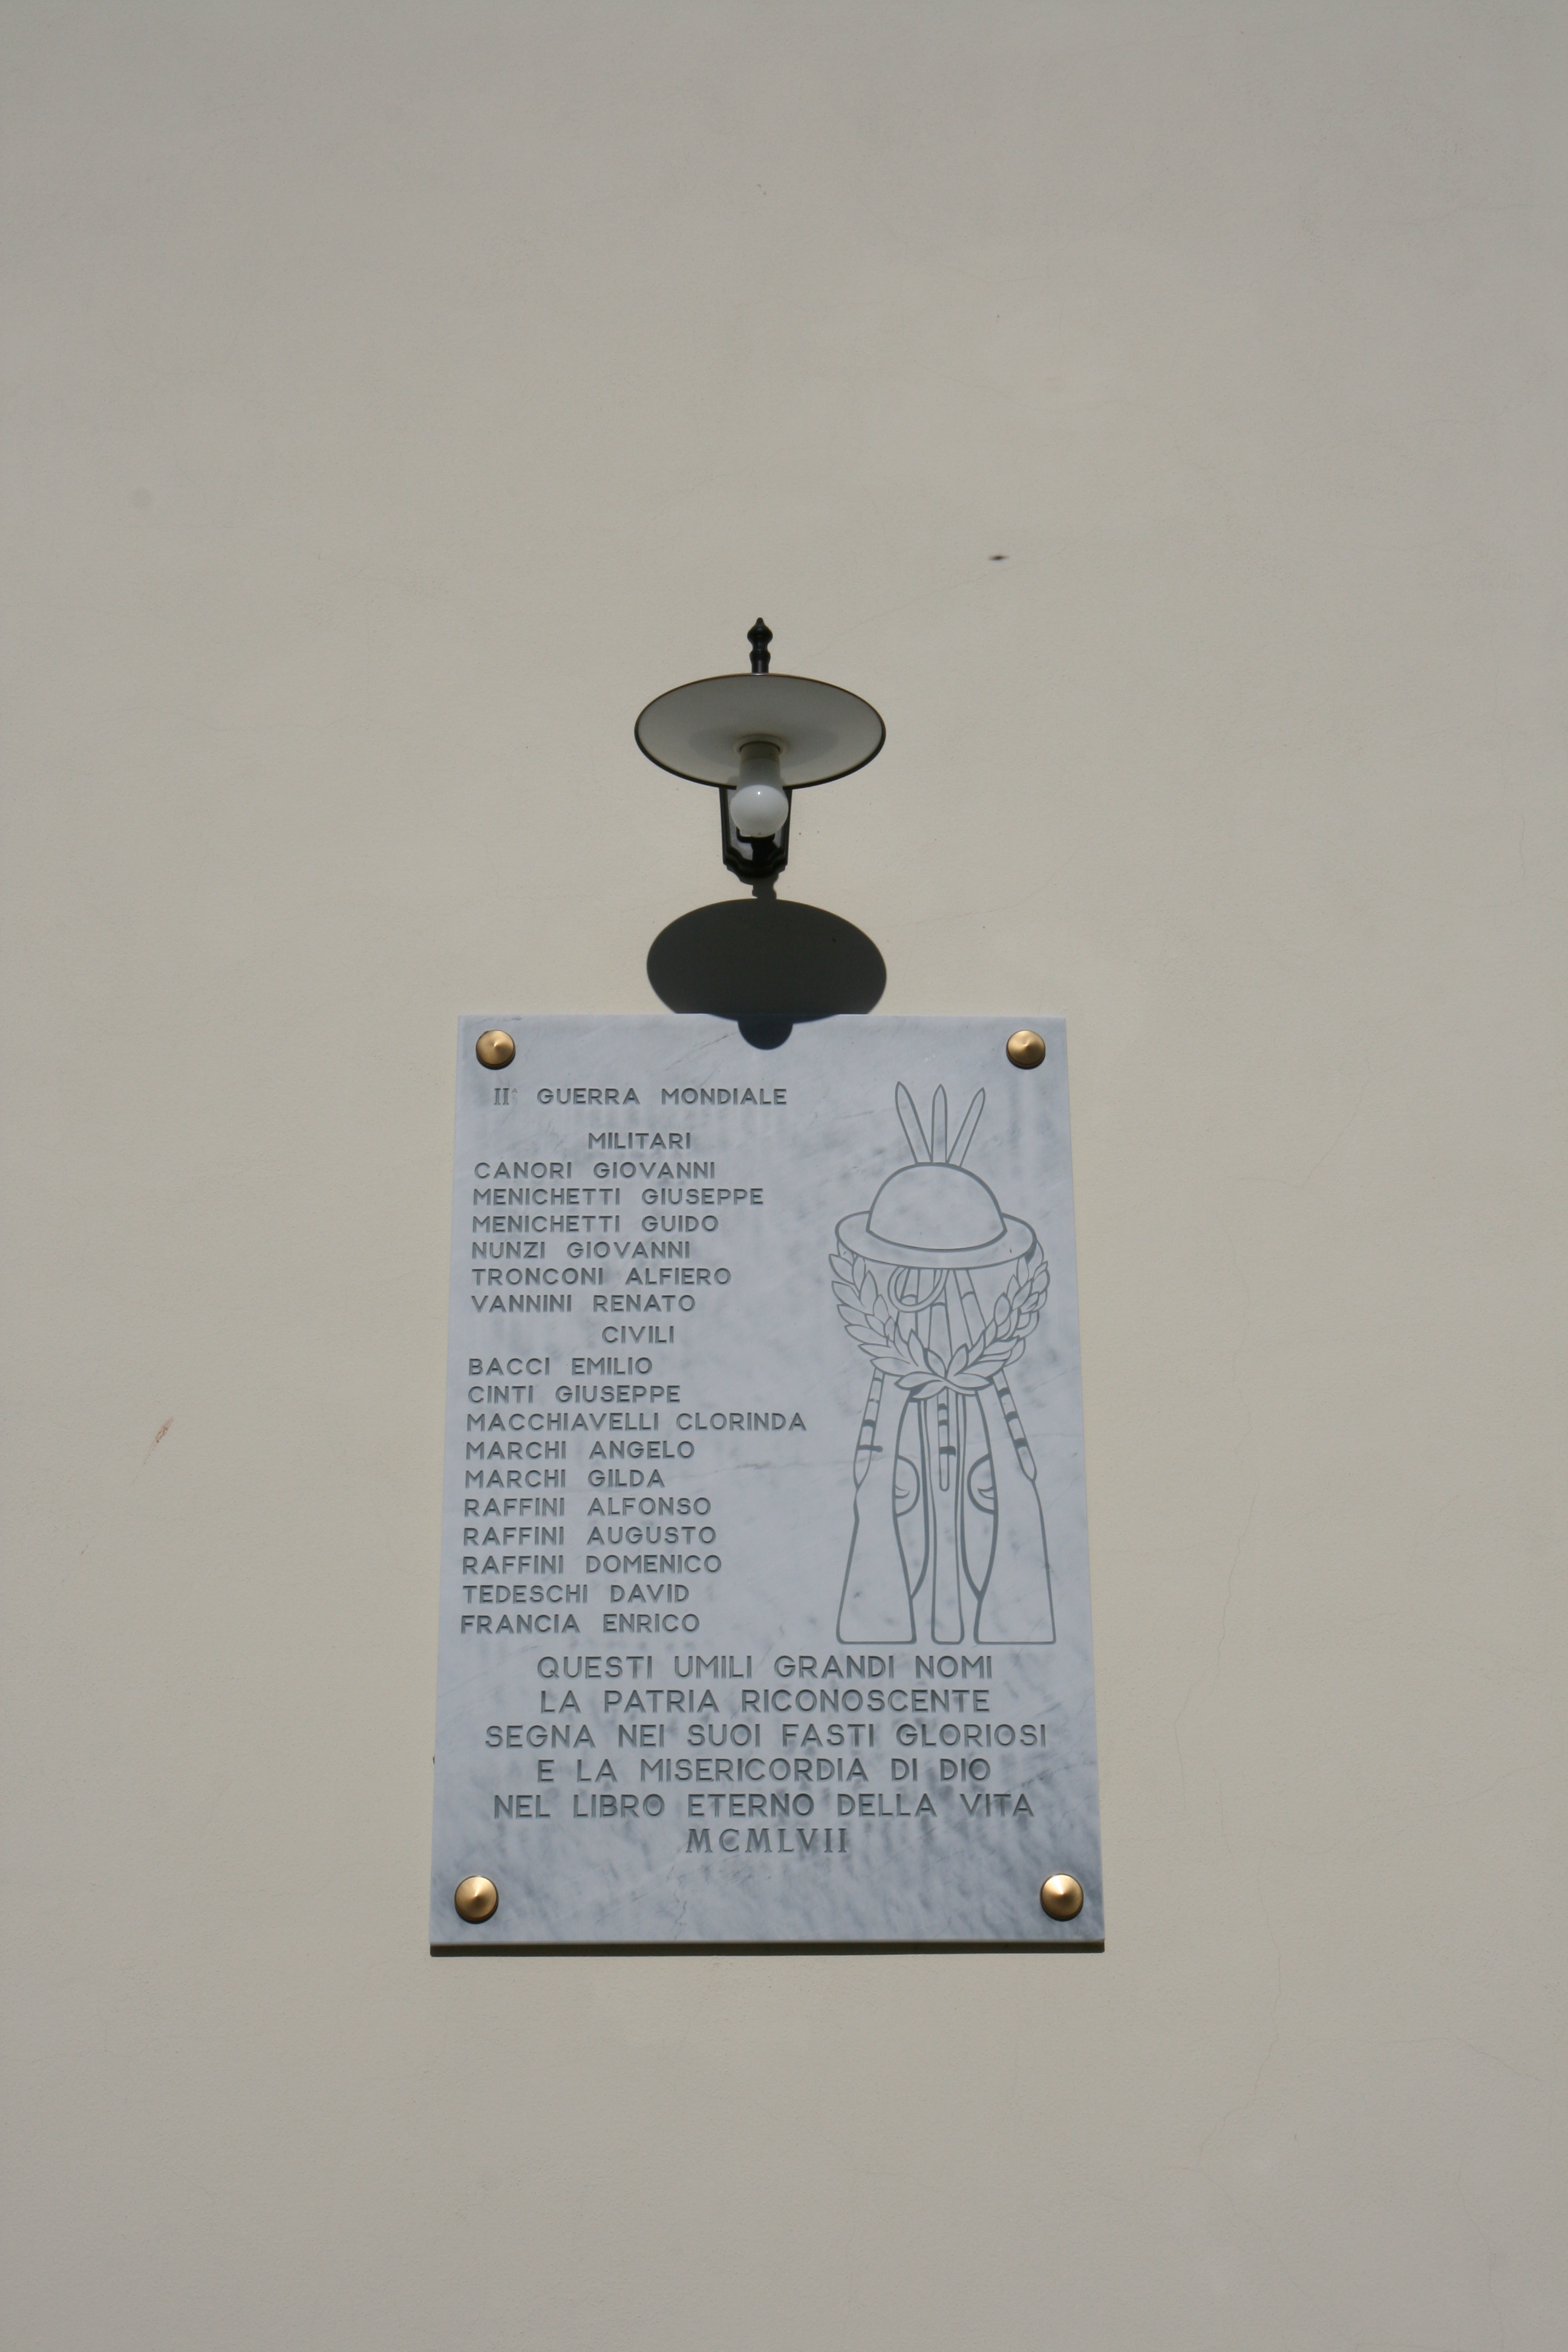 II^ GUERRA MONDIALE
MILITARI
CANORI GIOVANNI
MENICHETTI GIUSEPPE
MENICHETTI GUIDO
NUNZI GIOVANNI
TRONCONI ALFIERO
VANNINI RENATO
CIVILI
BACCI EMILIO
CINTI GIUSEPPE
MACCHIAVELLI CLORINDA
MARCHI ANGELO
MARCHI GILDA
RAFFINI ALFONSO
RAFFINI AUGUSTO
RAFFINI DOMENICO
TEDESCHI DAVID
FRANCIA ENRICO
QUESTI UMILI GRANDI NOMI
LA PATRIA RICONOSCENTE
SEGNA NEI SUOI FASTI GLORIOSI
E LA MISERICORDIA DI DIO
NEL LIBRO ETERNO DELLA VITA
MCMLVII